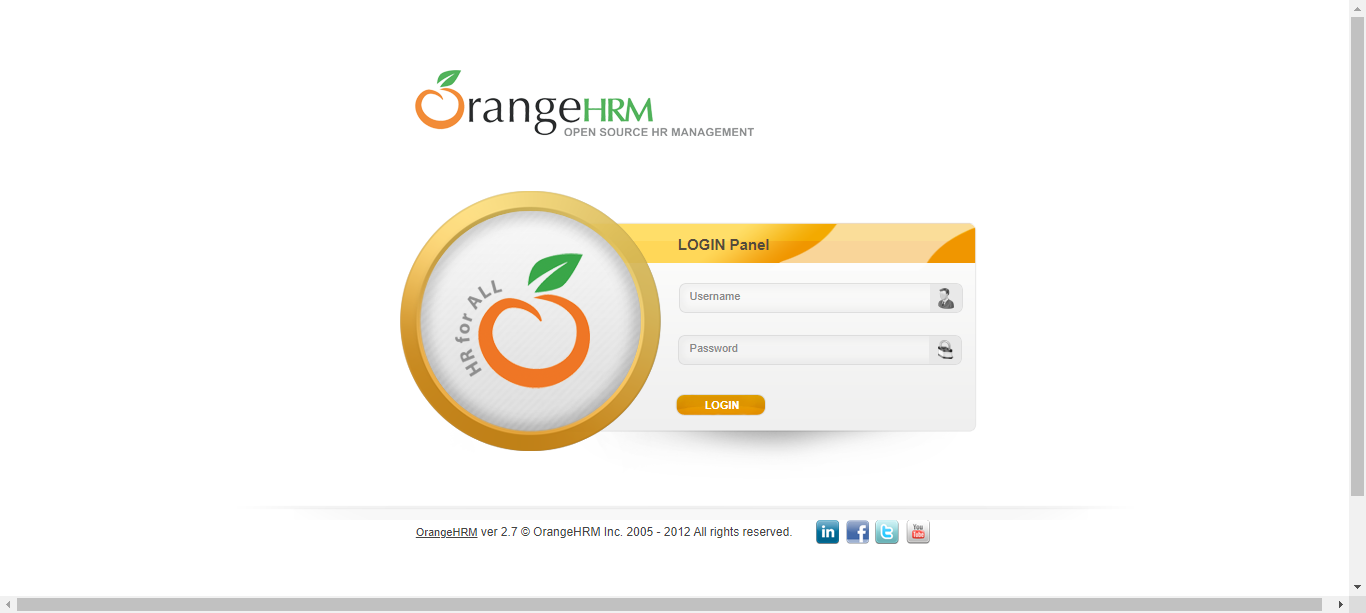 OrangeHRM
OPEN SOURCE HR MANAGEMENT
HR for ALL
LOGIN Panel
Username
Password
LOGIN
OrangeHRM ver 2.7 © OrangeHRM Inc. 2005 - 2012 All rights reserved.
in f t You Tube